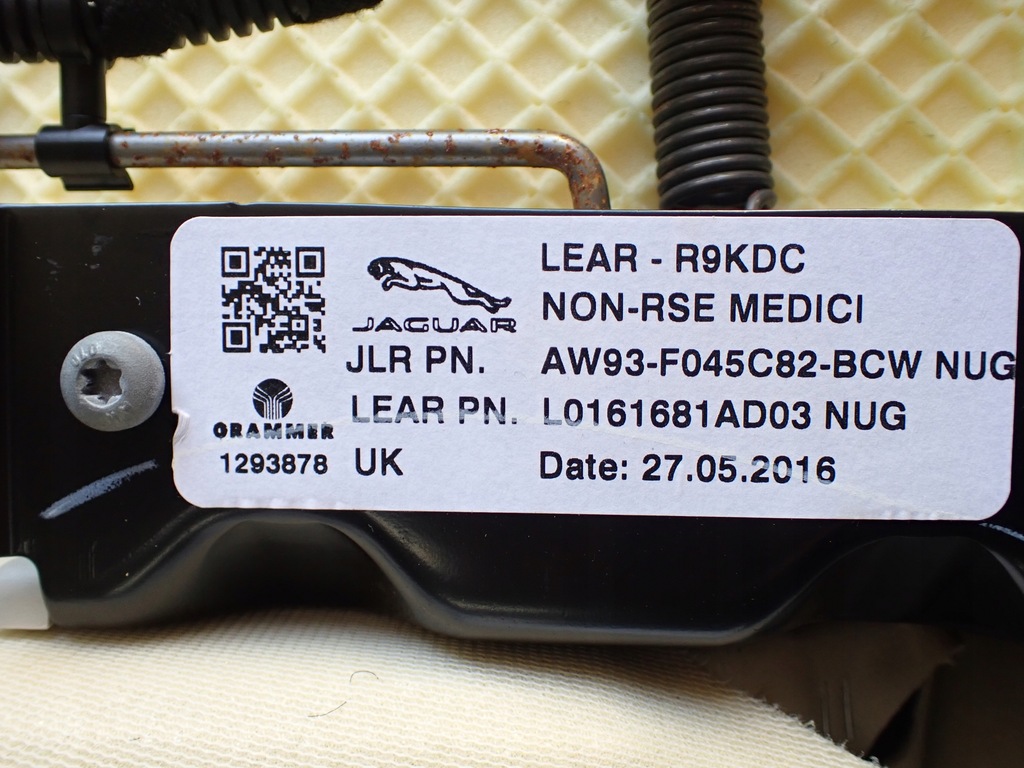 LEAR - R9KDC
JAGUAR
NON-RSE MEDICI
JLR PN. AW93-F045C82-BCW NUG
GRAMMER
LEAR PN. L0161681AD03 NUG
1293878 UK Date: 27.05.2016